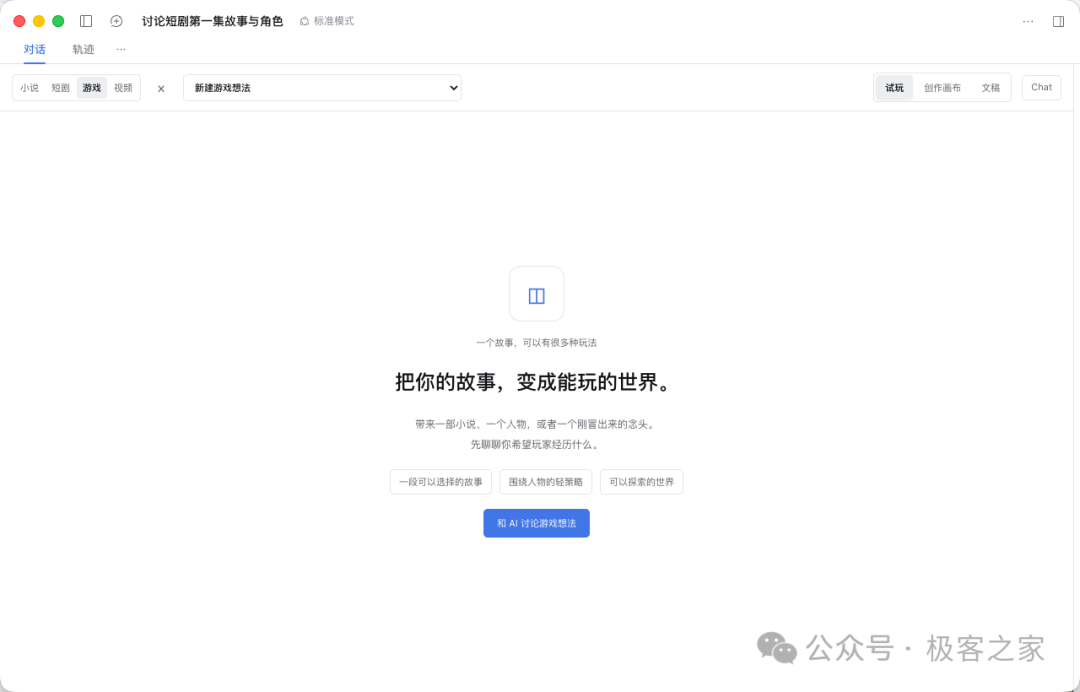 讨论短剧第一集故事与角色 标准模式 ···
对话 轨迹 ···
小说 短剧 游戏 视频 × 新建游戏想法 试玩 创作画布 文稿 Chat
一个故事，可以有很多种玩法
把你的故事，变成能玩的世界。
带来一部小说、一个人物，或者一个刚冒出来的念头。
先聊聊你希望玩家经历什么。
一段可以选择的故事 围绕人物的轻策略 可以探索的世界
和 AI 讨论游戏想法
公众号 · 极客之家